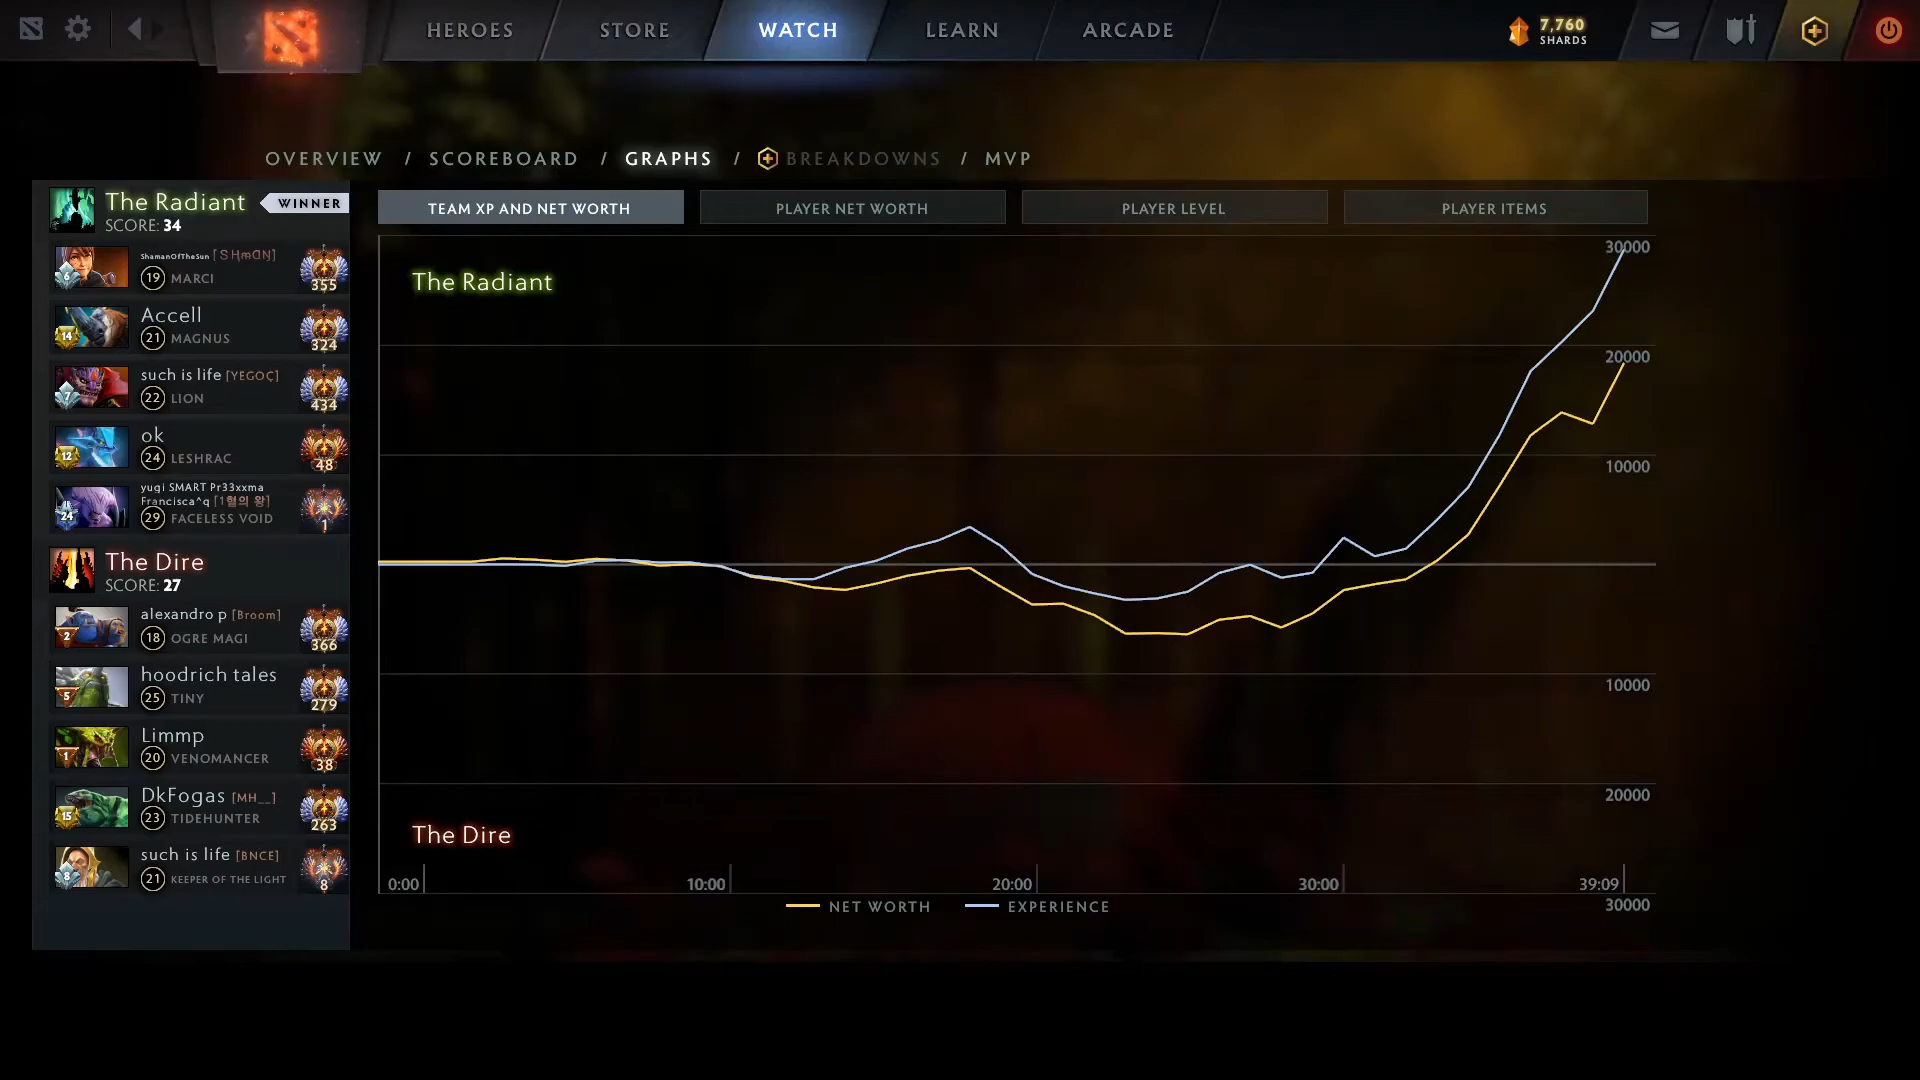 HEROES
STORE
WATCH
LEARN
ARCADE
7,760
SHARDS
OVERVIEW / SCOREBOARD / GRAPHS / BREAKDOWNS / MVP
The Radiant
WINNER
SCORE: 34
6
ShamanOfTheSun
19 MARCI
355
Accell
14
21 MAGNUS
324
such is life [YEGOÇ]
7
22 LION
434
ok
12
24 LESHRAC
48
yugi SMART Pr33xxma
Francisca^q [1혈의 왕]
24
29 FACELESS VOID
1
The Dire
SCORE: 27
alexandro p [Broom]
2
18 OGRE MAGI
366
hoodrich tales
5
25 TINY
279
Limmp
1
20 VENOMANCER
38
DkFogas [MH__]
15
23 TIDEHUNTER
263
such is life [BNCE]
8
21 KEEPER OF THE LIGHT
8
TEAM XP AND NET WORTH
PLAYER NET WORTH
PLAYER LEVEL
PLAYER ITEMS
The Radiant
30000
20000
10000
10000
20000
The Dire
0:00
10:00
20:00
30:00
39:09
30000
NET WORTH
EXPERIENCE